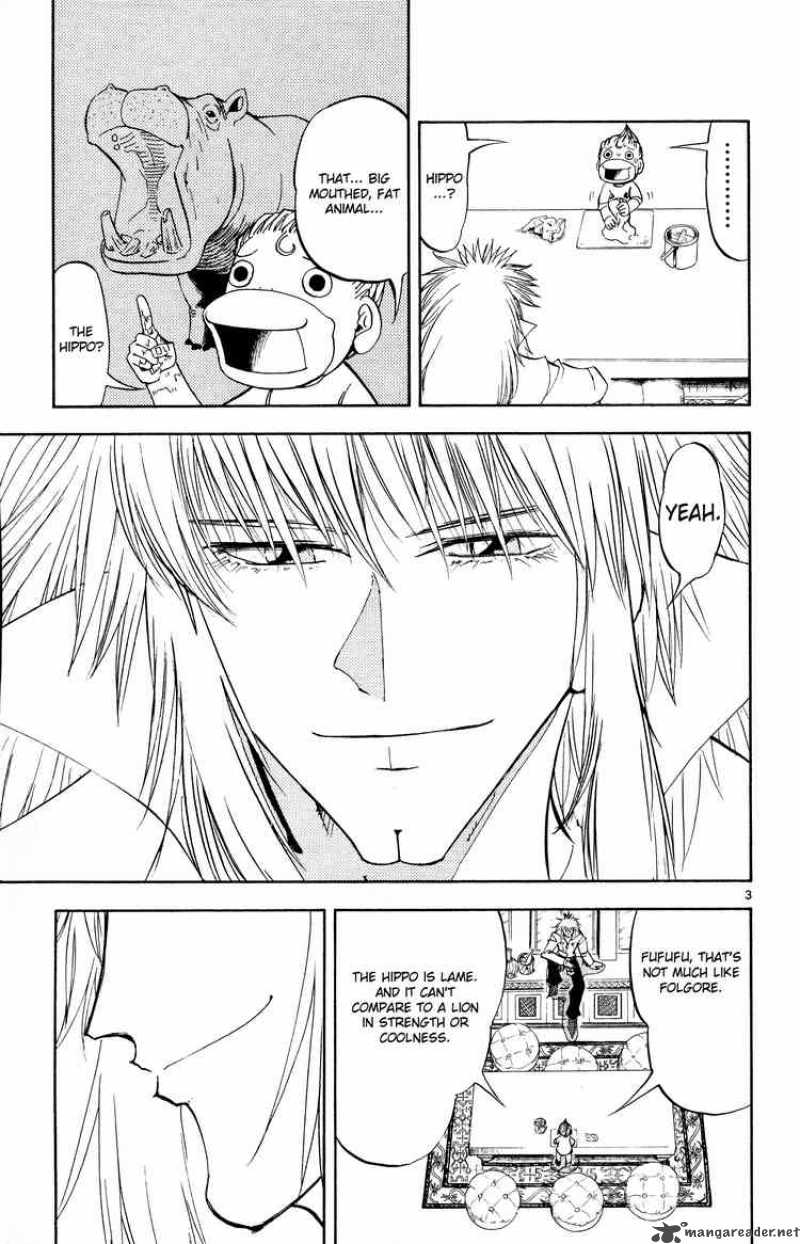 HIPPO
...?
.........
THAT... BIG
MOUTHED, FAT
ANIMAL...
THE
HIPPO?
YEAH.
3
FUFUFU, THAT'S
NOT MUCH LIKE
FOLGORE.
THE HIPPO IS LAME.
AND IT CAN'T
COMPARE TO A LION
IN STRENGTH OR
COOLNESS.
mangareader.net